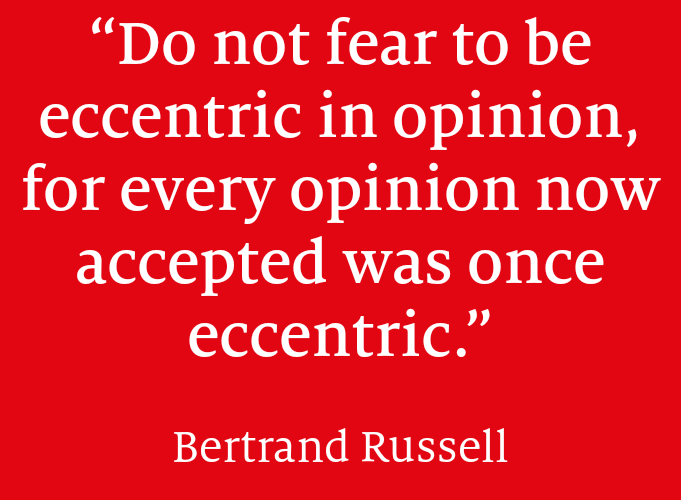 “Do not fear to be
eccentric in opinion,
for every opinion now
accepted was once
eccentric.”
Bertrand Russell